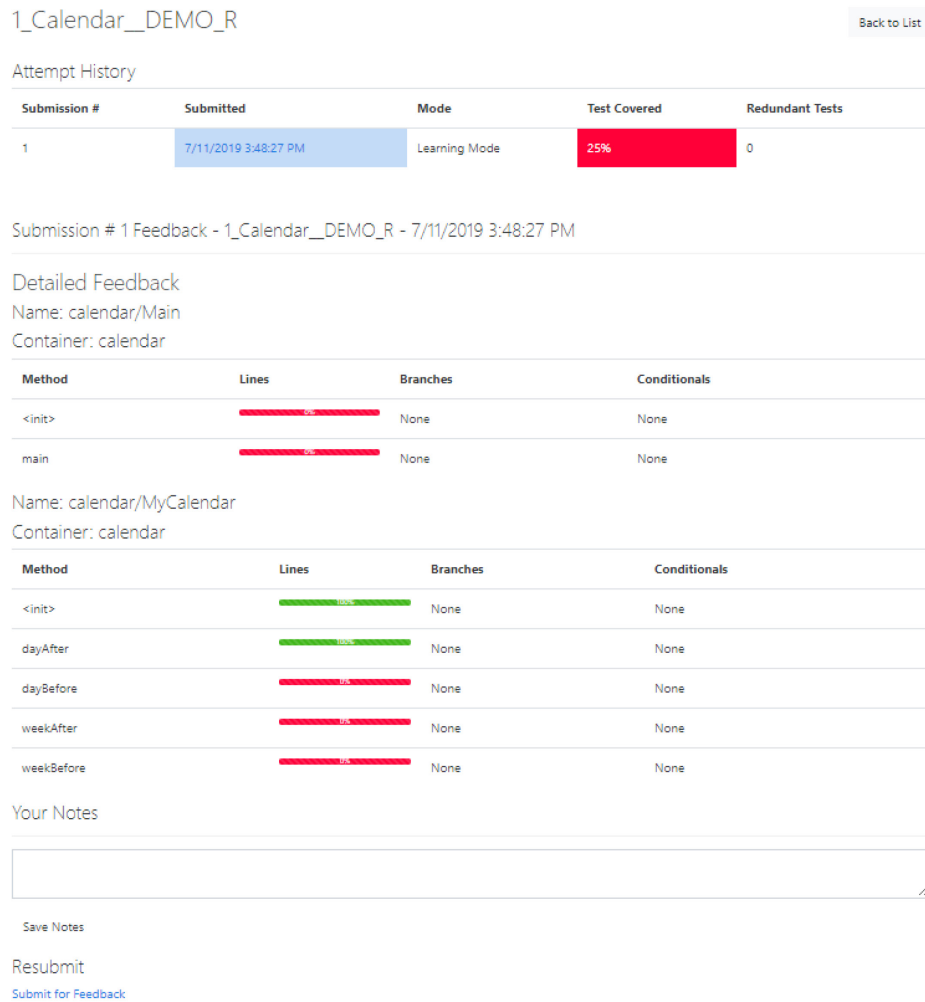 1_Calendar__DEMO_R
Back to List
Attempt History
Submission # Submitted Mode Test Covered Redundant Tests
1 7/11/2019 3:48:27 PM Learning Mode 25% 0
Submission # 1 Feedback - 1_Calendar__DEMO_R - 7/11/2019 3:48:27 PM
Detailed Feedback
Name: calendar/Main
Container: calendar
Method Lines Branches Conditionals
<init> 0% None None
main 0% None None
Name: calendar/MyCalendar
Container: calendar
Method Lines Branches Conditionals
<init> 100% None None
dayAfter 100% None None
dayBefore 0% None None
weekAfter 0% None None
weekBefore 0% None None
Your Notes
Save Notes
Resubmit
Submit for Feedback